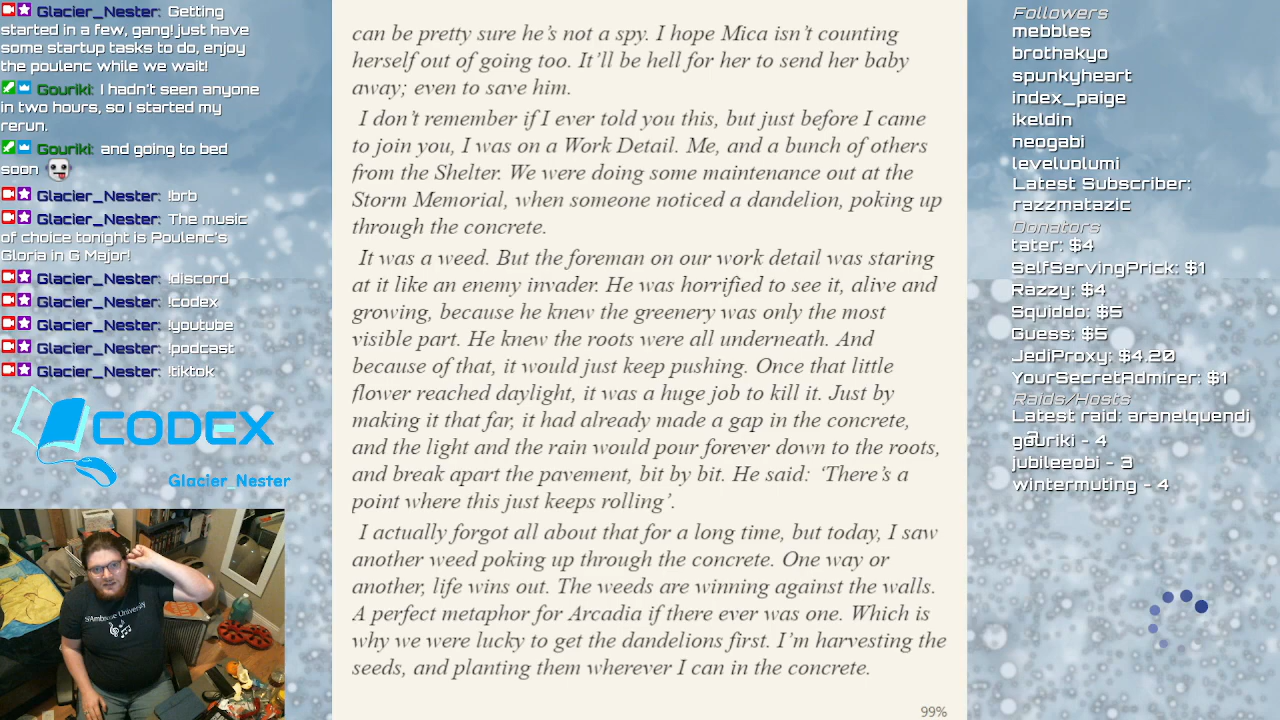 Glacier_Nester: Getting
started in a few, gang! just have
some startup tasks to do, enjoy
the poulenc while we wait!
Gouriki: I hadn't seen anyone
in two hours, so I started my
rerun.
Gouriki: and going to bed
soon
Glacier_Nester: !brb
Glacier_Nester: The music
of choice tonight is Poulenc's
Gloria in G Major!
Glacier_Nester: !discord
Glacier_Nester: !codex
Glacier_Nester: !youtube
Glacier_Nester: !podcast
Glacier_Nester: !tiktok
CODEX
Glacier_Nester
StAmbrose University
can be pretty sure he's not a spy. I hope Mica isn't counting
herself out of going too. It'll be hell for her to send her baby
away; even to save him.
I don't remember if I ever told you this, but just before I came
to join you, I was on a Work Detail. Me, and a bunch of others
from the Shelter. We were doing some maintenance out at the
Storm Memorial, when someone noticed a dandelion, poking up
through the concrete.
It was a weed. But the foreman on our work detail was staring
at it like an enemy invader. He was horrified to see it, alive and
growing, because he knew the greenery was only the most
visible part. He knew the roots were all underneath. And
because of that, it would just keep pushing. Once that little
flower reached daylight, it was a huge job to kill it. Just by
making it that far, it had already made a gap in the concrete,
and the light and the rain would pour forever down to the roots,
and break apart the pavement, bit by bit. He said: ‘There's a
point where this just keeps rolling’.
I actually forgot all about that for a long time, but today, I saw
another weed poking up through the concrete. One way or
another, life wins out. The weeds are winning against the walls.
A perfect metaphor for Arcadia if there ever was one. Which is
why we were lucky to get the dandelions first. I'm harvesting the
seeds, and planting them wherever I can in the concrete.
99%
Followers
mebbles
brothakyo
spunkyheart
index_paige
ikeldin
neogabi
leveluolumi
Latest Subscriber:
razzmatazic
Donators
tater: $4
SelfServingPrick: $1
Razzy: $4
Squiddo: $5
Guess: $5
JediProxy: $4.20
YourSecretAdmirer: $1
Raids/Hosts
Latest raid: aranelquendi
gouriki - 4
jubileepbi - 3
wintermuting - 4